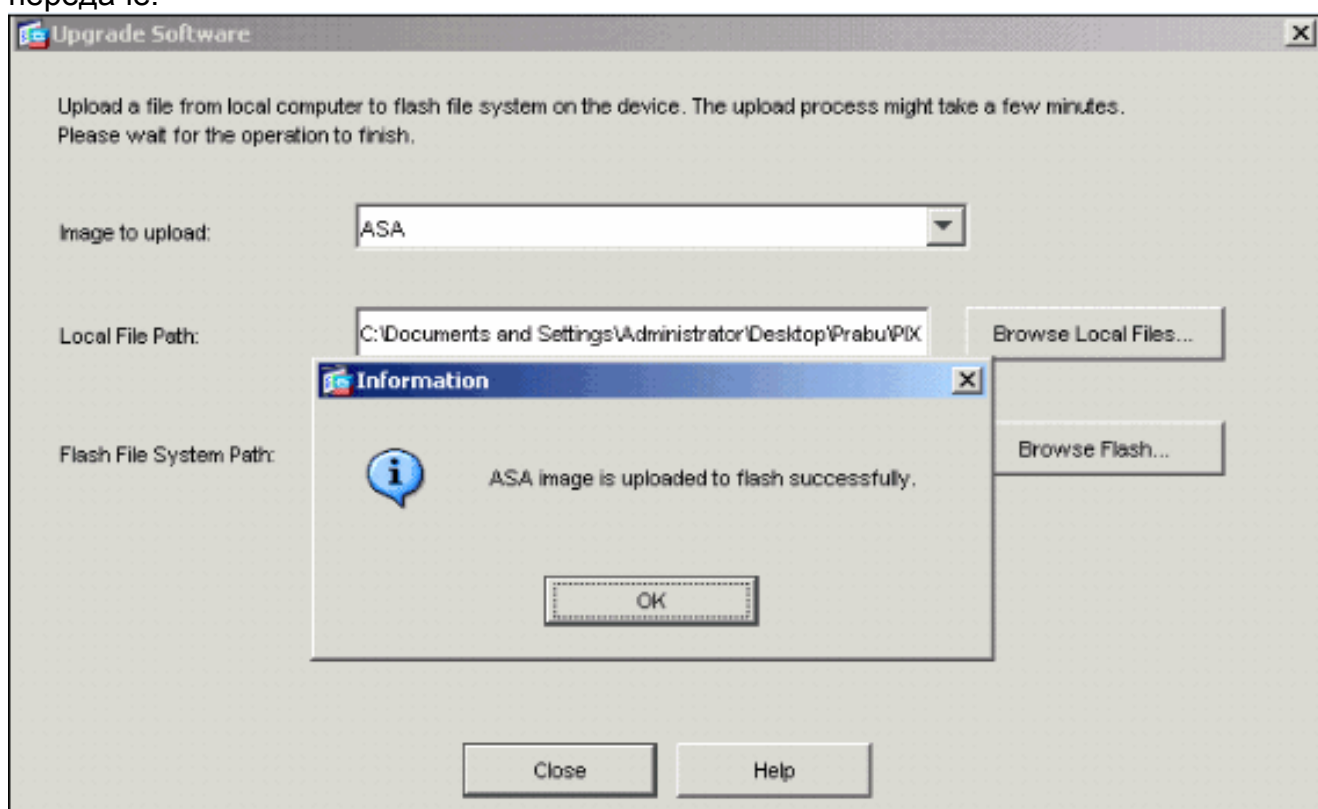 передаче.
Upgrade Software
Upload a file from local computer to flash file system on the device. The upload process might take a few minutes.
Please wait for the operation to finish.
Image to upload:
ASA
Local File Path:
C:\Documents and Settings\Administrator\Desktop\Prabu\PIX
Browse Local Files...
Information
Flash File System Path:
Browse Flash...
ASA image is uploaded to flash successfully.
OK
Close
Help